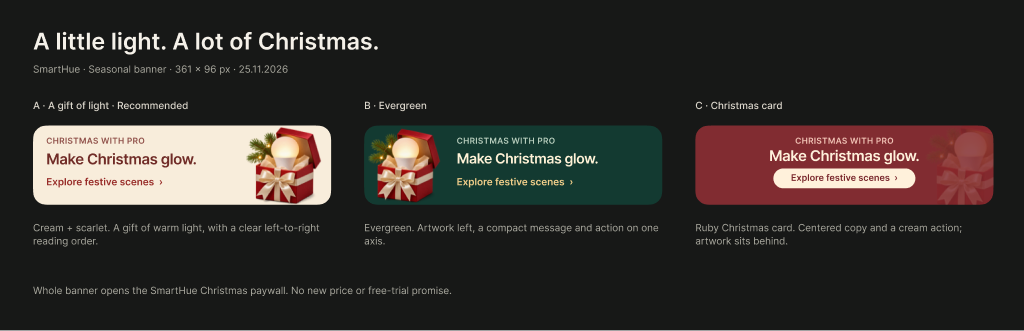 A little light. A lot of Christmas.
SmartHue · Seasonal banner · 361 × 96 px · 25.11.2026
A · A gift of light · Recommended
CHRISTMAS WITH PRO
Make Christmas glow.
Explore festive scenes ›
Cream + scarlet. A gift of warm light, with a clear left-to-right
reading order.
B · Evergreen
CHRISTMAS WITH PRO
Make Christmas glow.
Explore festive scenes ›
Evergreen. Artwork left, a compact message and action on one
axis.
C · Christmas card
CHRISTMAS WITH PRO
Make Christmas glow.
Explore festive scenes ›
Ruby Christmas card. Centered copy and a cream action;
artwork sits behind.
Whole banner opens the SmartHue Christmas paywall. No new price or free-trial promise.